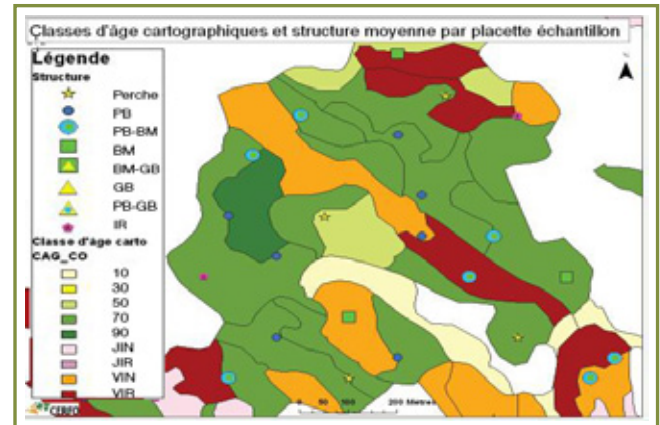 Classes d'âge cartographiques et structure moyenne par placette échantillon
Légende
Structure
Perche
PB
PB-BM
BM
BM-GB
GB
PB-GB
IR
Classe d'âge carto
CAG_CO
10
30
50
70
90
JIN
JIR
VIN
VIR
CERFO
0 50 100 200 Metres